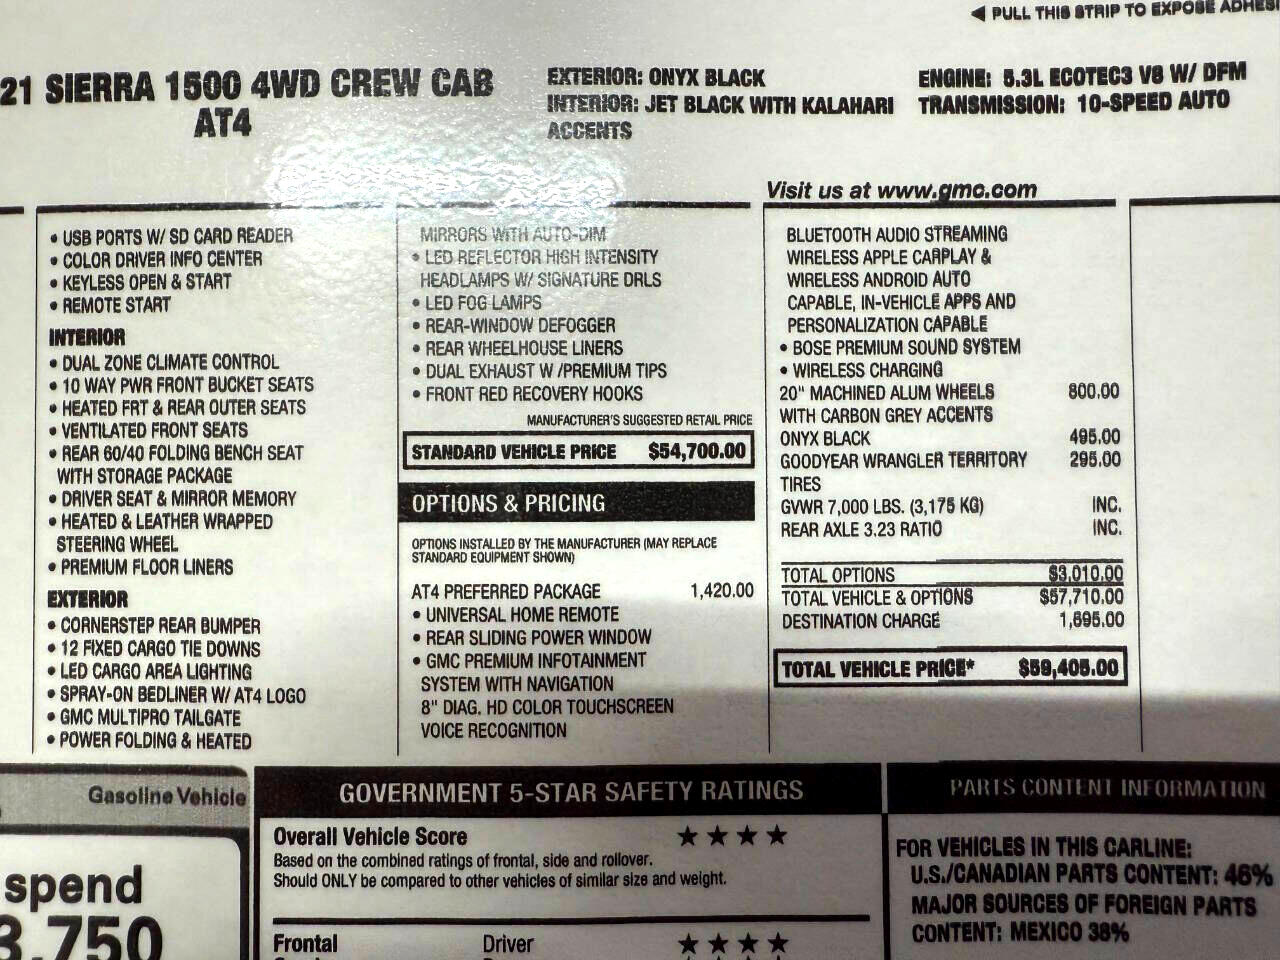 ◀ PULL THIS STRIP TO EXPOSE
21 SIERRA 1500 4WD CREW CAB
AT4
EXTERIOR: ONYX BLACK
INTERIOR: JET BLACK WITH KALAHARI
ACCENTS
ENGINE: 5.3L ECOTEC3 V8 W/ DFM
TRANSMISSION: 10-SPEED AUTO
Visit us at www.gmc.com
• USB PORTS W/ SD CARD READER
• COLOR DRIVER INFO CENTER
• KEYLESS OPEN & START
• REMOTE START
INTERIOR
• DUAL ZONE CLIMATE CONTROL
• 10 WAY PWR FRONT BUCKET SEATS
• HEATED FRT & REAR OUTER SEATS
• VENTILATED FRONT SEATS
• REAR 60/40 FOLDING BENCH SEAT
WITH STORAGE PACKAGE
• DRIVER SEAT & MIRROR MEMORY
• HEATED & LEATHER WRAPPED
STEERING WHEEL
• PREMIUM FLOOR LINERS
EXTERIOR
• CORNERSTEP REAR BUMPER
• 12 FIXED CARGO TIE DOWNS
• LED CARGO AREA LIGHTING
• SPRAY-ON BEDLINER W/ AT4 LOGO
• GMC MULTIPRO TAILGATE
• POWER FOLDING & HEATED
MIRRORS WITH AUTO-DIM
• LED REFLECTOR HIGH INTENSITY
HEADLAMPS W/ SIGNATURE DRLS
• LED FOG LAMPS
• REAR-WINDOW DEFOGGER
• REAR WHEELHOUSE LINERS
• DUAL EXHAUST W /PREMIUM TIPS
• FRONT RED RECOVERY HOOKS
MANUFACTURER'S SUGGESTED RETAIL PRICE
STANDARD VEHICLE PRICE $54,700.00
OPTIONS & PRICING
OPTIONS INSTALLED BY THE MANUFACTURER (MAY REPLACE
STANDARD EQUIPMENT SHOWN)
AT4 PREFERRED PACKAGE 1,420.00
• UNIVERSAL HOME REMOTE
• REAR SLIDING POWER WINDOW
• GMC PREMIUM INFOTAINMENT
SYSTEM WITH NAVIGATION
8" DIAG. HD COLOR TOUCHSCREEN
VOICE RECOGNITION
BLUETOOTH AUDIO STREAMING
WIRELESS APPLE CARPLAY &
WIRELESS ANDROID AUTO
CAPABLE, IN-VEHICLE APPS AND
PERSONALIZATION CAPABLE
• BOSE PREMIUM SOUND SYSTEM
• WIRELESS CHARGING
20" MACHINED ALUM WHEELS 800.00
WITH CARBON GREY ACCENTS
ONYX BLACK 495.00
GOODYEAR WRANGLER TERRITORY 295.00
TIRES
GVWR 7,000 LBS. (3,175 KG) INC.
REAR AXLE 3.23 RATIO INC.
TOTAL OPTIONS $3,010.00
TOTAL VEHICLE & OPTIONS $57,710.00
DESTINATION CHARGE 1,695.00
TOTAL VEHICLE PRICE* $59,405.00
Gasoline Vehicle
spend
3,750
GOVERNMENT 5-STAR SAFETY RATINGS
Overall Vehicle Score ★★★★
Based on the combined ratings of frontal, side and rollover.
Should ONLY be compared to other vehicles of similar size and weight.
Frontal Driver ★★★★
PARTS CONTENT INFORMATION
FOR VEHICLES IN THIS CARLINE:
U.S./CANADIAN PARTS CONTENT: 46%
MAJOR SOURCES OF FOREIGN PARTS
CONTENT: MEXICO 38%